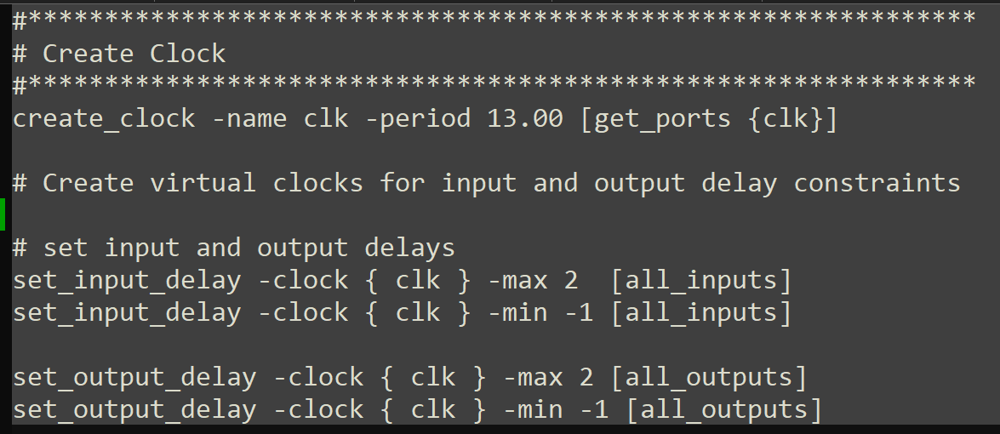 #**************************************************************
# Create Clock
#**************************************************************
create_clock -name clk -period 13.00 [get_ports {clk}]
# Create virtual clocks for input and output delay constraints
# set input and output delays
set_input_delay -clock { clk } -max 2  [all_inputs]
set_input_delay -clock { clk } -min -1 [all_inputs]
set_output_delay -clock { clk } -max 2 [all_outputs]
set_output_delay -clock { clk } -min -1 [all_outputs]